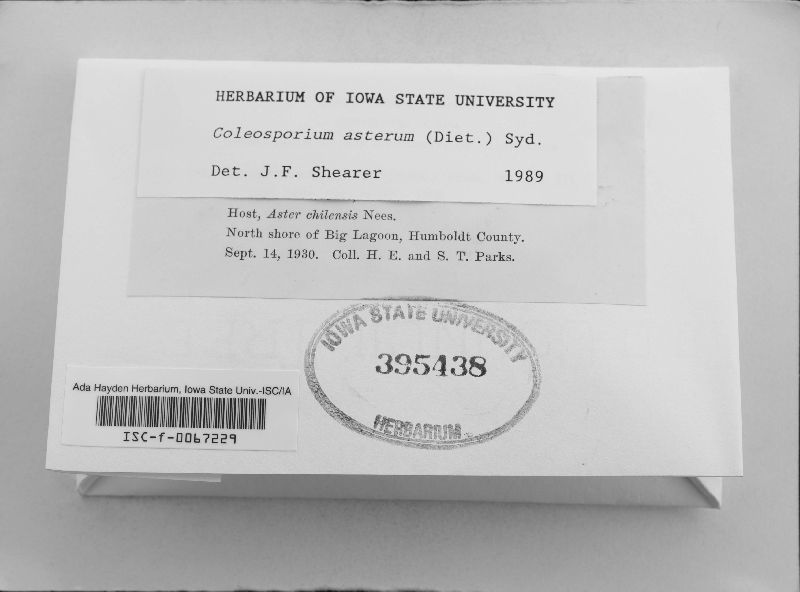 HERBARIUM OF IOWA STATE UNIVERSITY
Coleosporium asterum (Diet.) Syd.
Det. J.F. Shearer 1989
Host, Aster chilensis Nees.
North shore of Big Lagoon, Humboldt County.
Sept. 14, 1930. Coll. H. E. and S. T. Parks.
IOWA STATE UNIVERSITY
395438
HERBARIUM
Ada Hayden Herbarium, Iowa State Univ.-ISC/IA
ISC-f-0067229